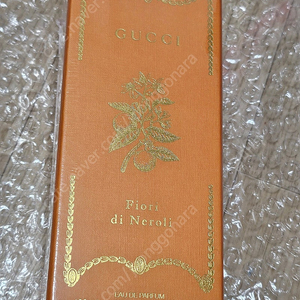 GUCCI
Fiori
di Neroli
EAU DE PARFUM